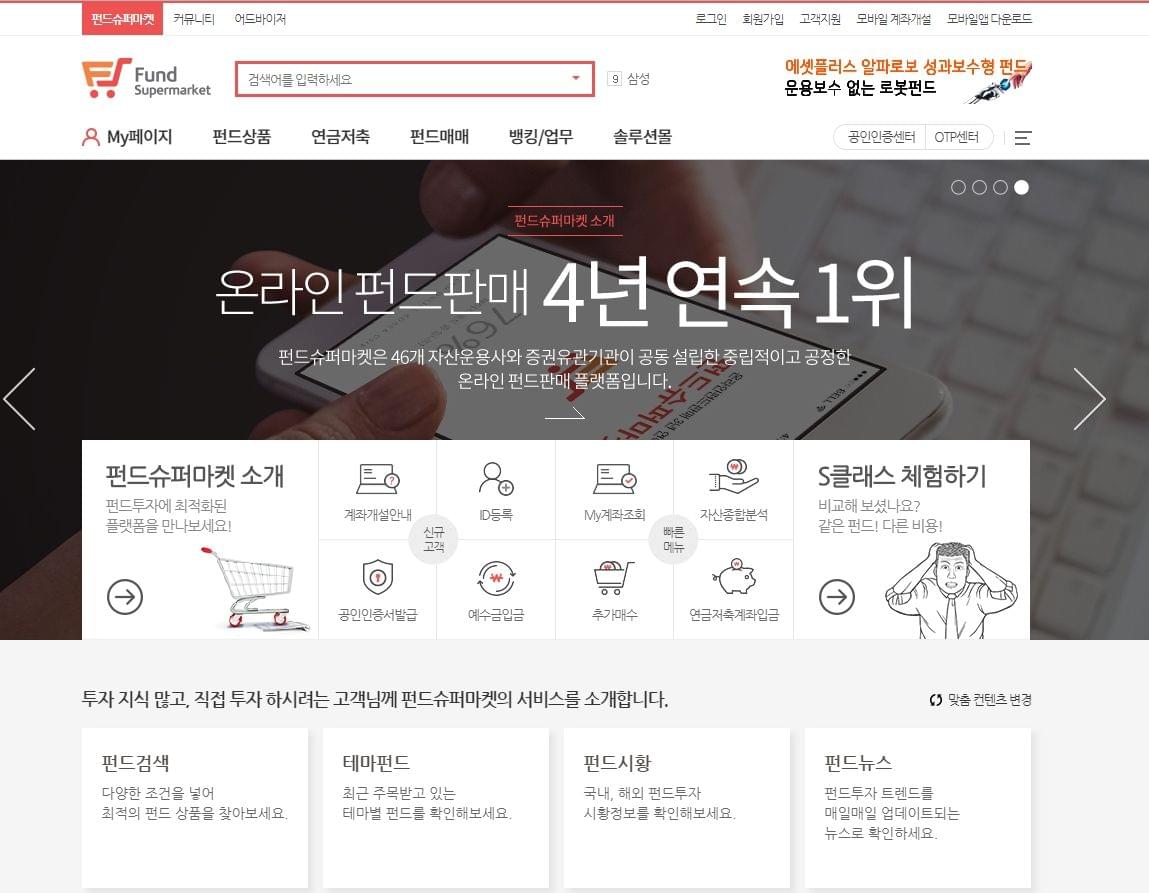 펀드슈퍼마켓 커뮤니티 어드바이저 로그인 회원가입 고객지원 모바일 계좌개설 모바일앱 다운로드
Fund
Supermarket
검색어를 입력하세요
9 삼성
에셋플러스 알파로보 성과보수형 펀드
운용보수 없는 로봇펀드
My페이지 펀드상품 연금저축 펀드매매 뱅킹/업무 솔루션몰 공인인증센터 OTP센터
펀드슈퍼마켓 소개
온라인 펀드판매 4년 연속 1위
펀드슈퍼마켓은 46개 자산운용사와 증권유관기관이 공동 설립한 중립적이고 공정한
온라인 펀드판매 플랫폼입니다.
76%
펀드슈퍼마
펀드슈퍼마켓 소개
펀드투자에 최적화된
플랫폼을 만나보세요!
계좌개설안내 ID등록
신규
고객
공인인증서발급 예수금입금
My계좌조회 자산종합분석
빠른
메뉴
추가매수 연금저축계좌입금
S클래스 체험하기
비교해 보셨나요?
같은 펀드! 다른 비용!
투자 지식 많고, 직접 투자 하시려는 고객님께 펀드슈퍼마켓의 서비스를 소개합니다.
맞춤 컨텐츠 변경
펀드검색
다양한 조건을 넣어
최적의 펀드 상품을 찾아보세요.
테마펀드
최근 주목받고 있는
테마별 펀드를 확인해보세요.
펀드시황
국내, 해외 펀드투자
시황정보를 확인해보세요.
펀드뉴스
펀드투자 트렌드를
매일매일 업데이트되는
뉴스로 확인하세요.